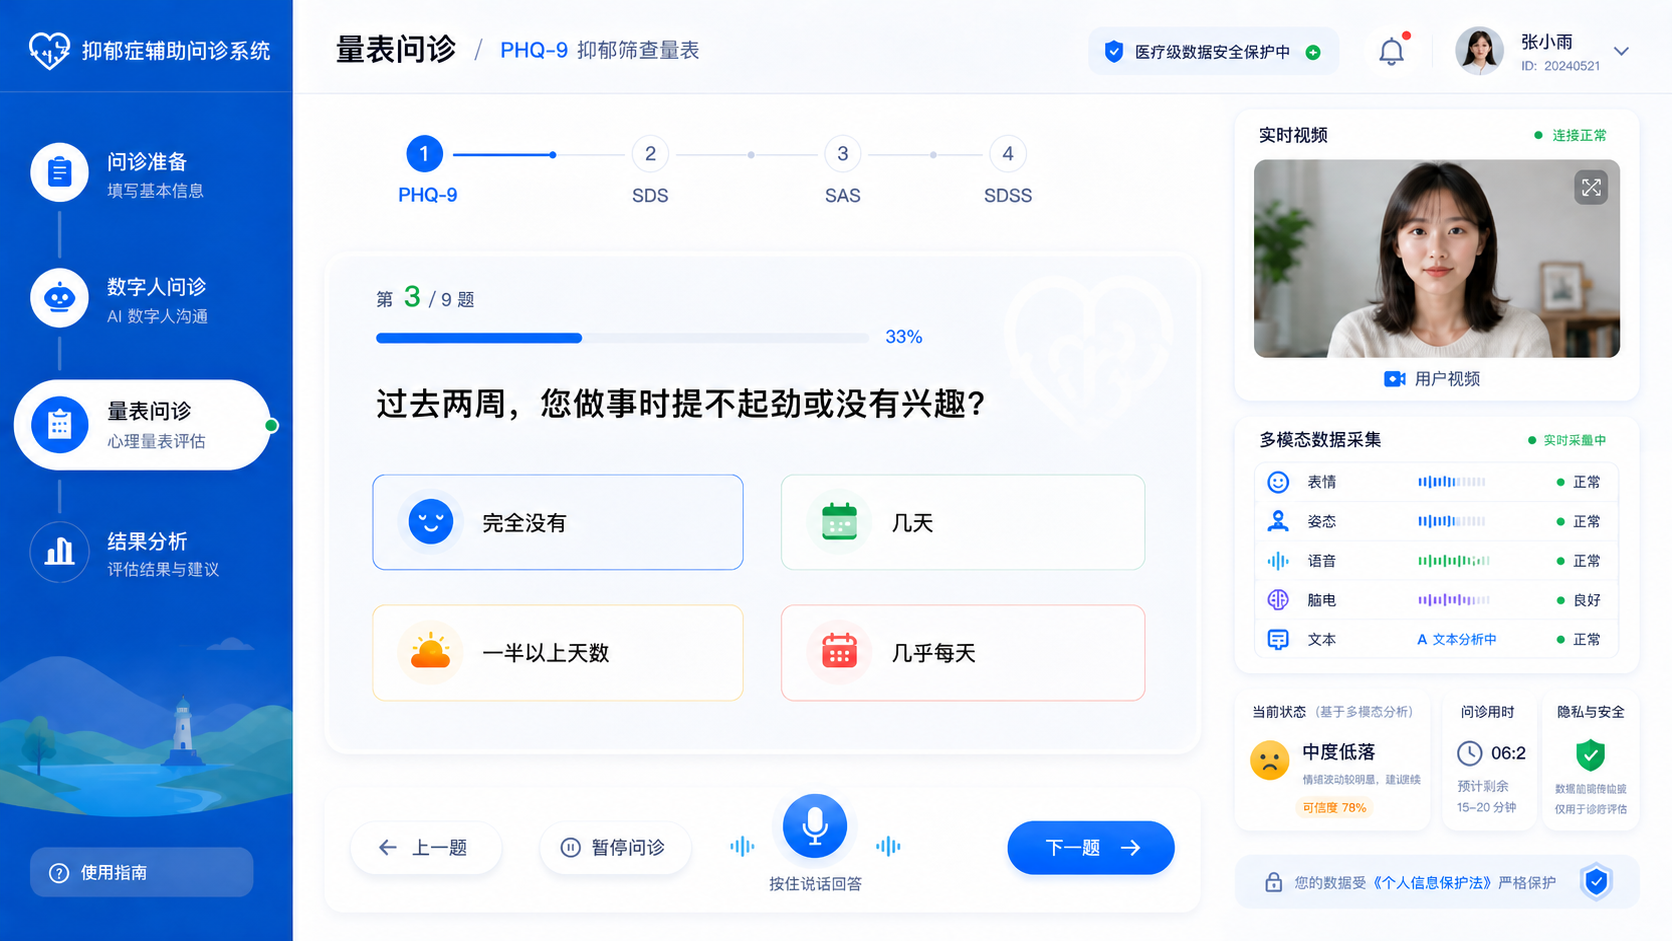 抑郁症辅助问诊系统
问诊准备
填写基本信息
数字人问诊
AI 数字人沟通
量表问诊
心理量表评估
结果分析
评估结果与建议
使用指南
量表问诊 / PHQ-9 抑郁筛查量表
医疗级数据安全保护中
张小雨
ID: 20240521
1 2 3 4
PHQ-9 SDS SAS SDSS
第 3 / 9 题
33%
过去两周，您做事时提不起劲或没有兴趣？
完全没有
几天
一半以上天数
几乎每天
上一题
暂停问诊
按住说话回答
下一题
实时视频
连接正常
用户视频
多模态数据采集
实时采集中
表情 正常
姿态 正常
语音 正常
脑电 良好
文本 A 文本分析中 正常
当前状态（基于多模态分析）
中度低落
情绪波动较明显，建议继续
可信度 78%
问诊用时
06:2
预计剩余
15–20 分钟
隐私与安全
仅用于诊疗评估
您的数据受《个人信息保护法》严格保护